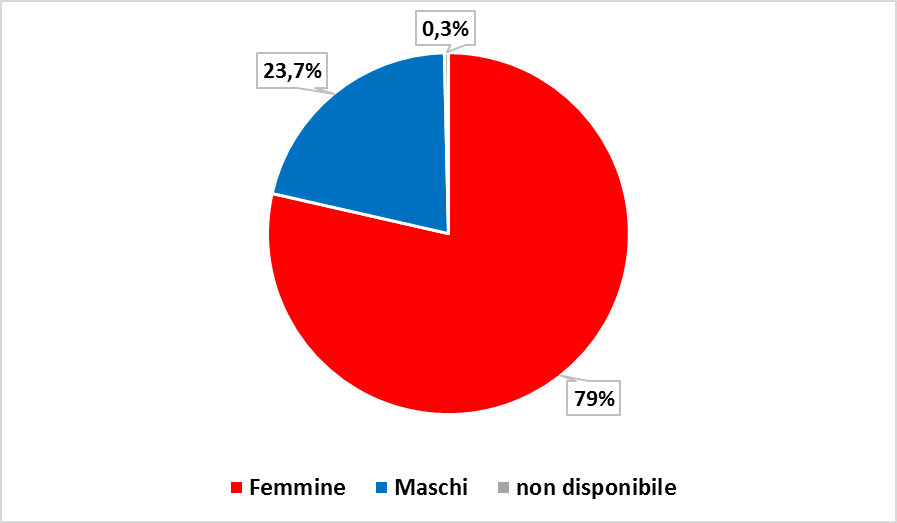 0,3%
23,7%
79%
Femmine Maschi non disponibile